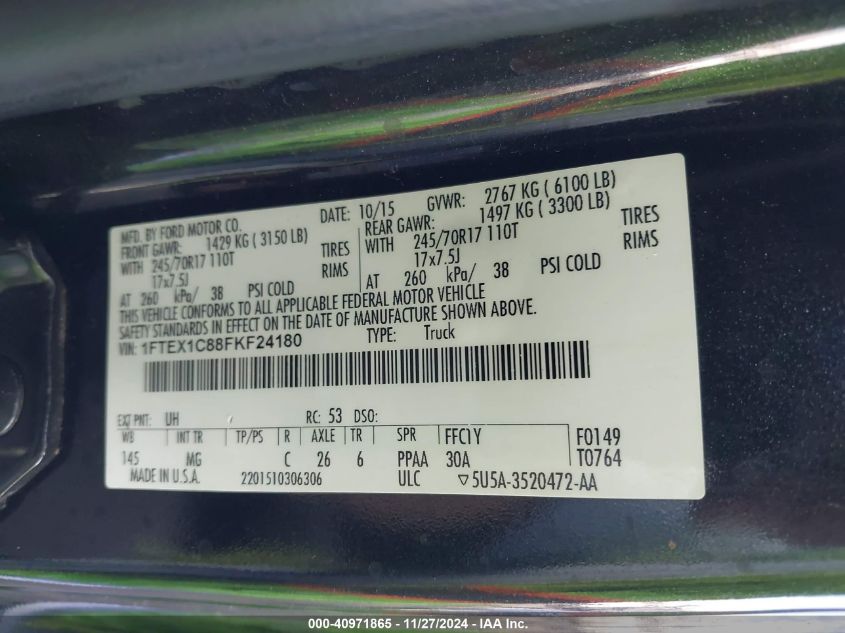 MFD. BY FORD MOTOR CO.
DATE: 10/15 GVWR: 2767 KG ( 6100 LB)
FRONT GAWR: 1429 KG ( 3150 LB) REAR GAWR: 1497 KG ( 3300 LB)
WITH 245/70R17 110T TIRES WITH 245/70R17 110T TIRES
17x7.5J RIMS 17x7.5J RIMS
AT 260 kPa/ 38 PSI COLD AT 260 kPa/ 38 PSI COLD
THIS VEHICLE CONFORMS TO ALL APPLICABLE FEDERAL MOTOR VEHICLE
SAFETY STANDARDS IN EFFECT ON THE DATE OF MANUFACTURE SHOWN ABOVE.
VIN: 1FTEX1C88FKF24180 TYPE: Truck
EXT PNT: UH RC: 53 DSO:
WB INT TR TP/PS R AXLE TR SPR FFC1Y F0149
145 MG C 26 6 PPAA 30A T0764
MADE IN U.S.A. 2201510306306 ULC ▽5U5A-3520472-AA
000-40971865 - 11/27/2024 - IAA Inc.